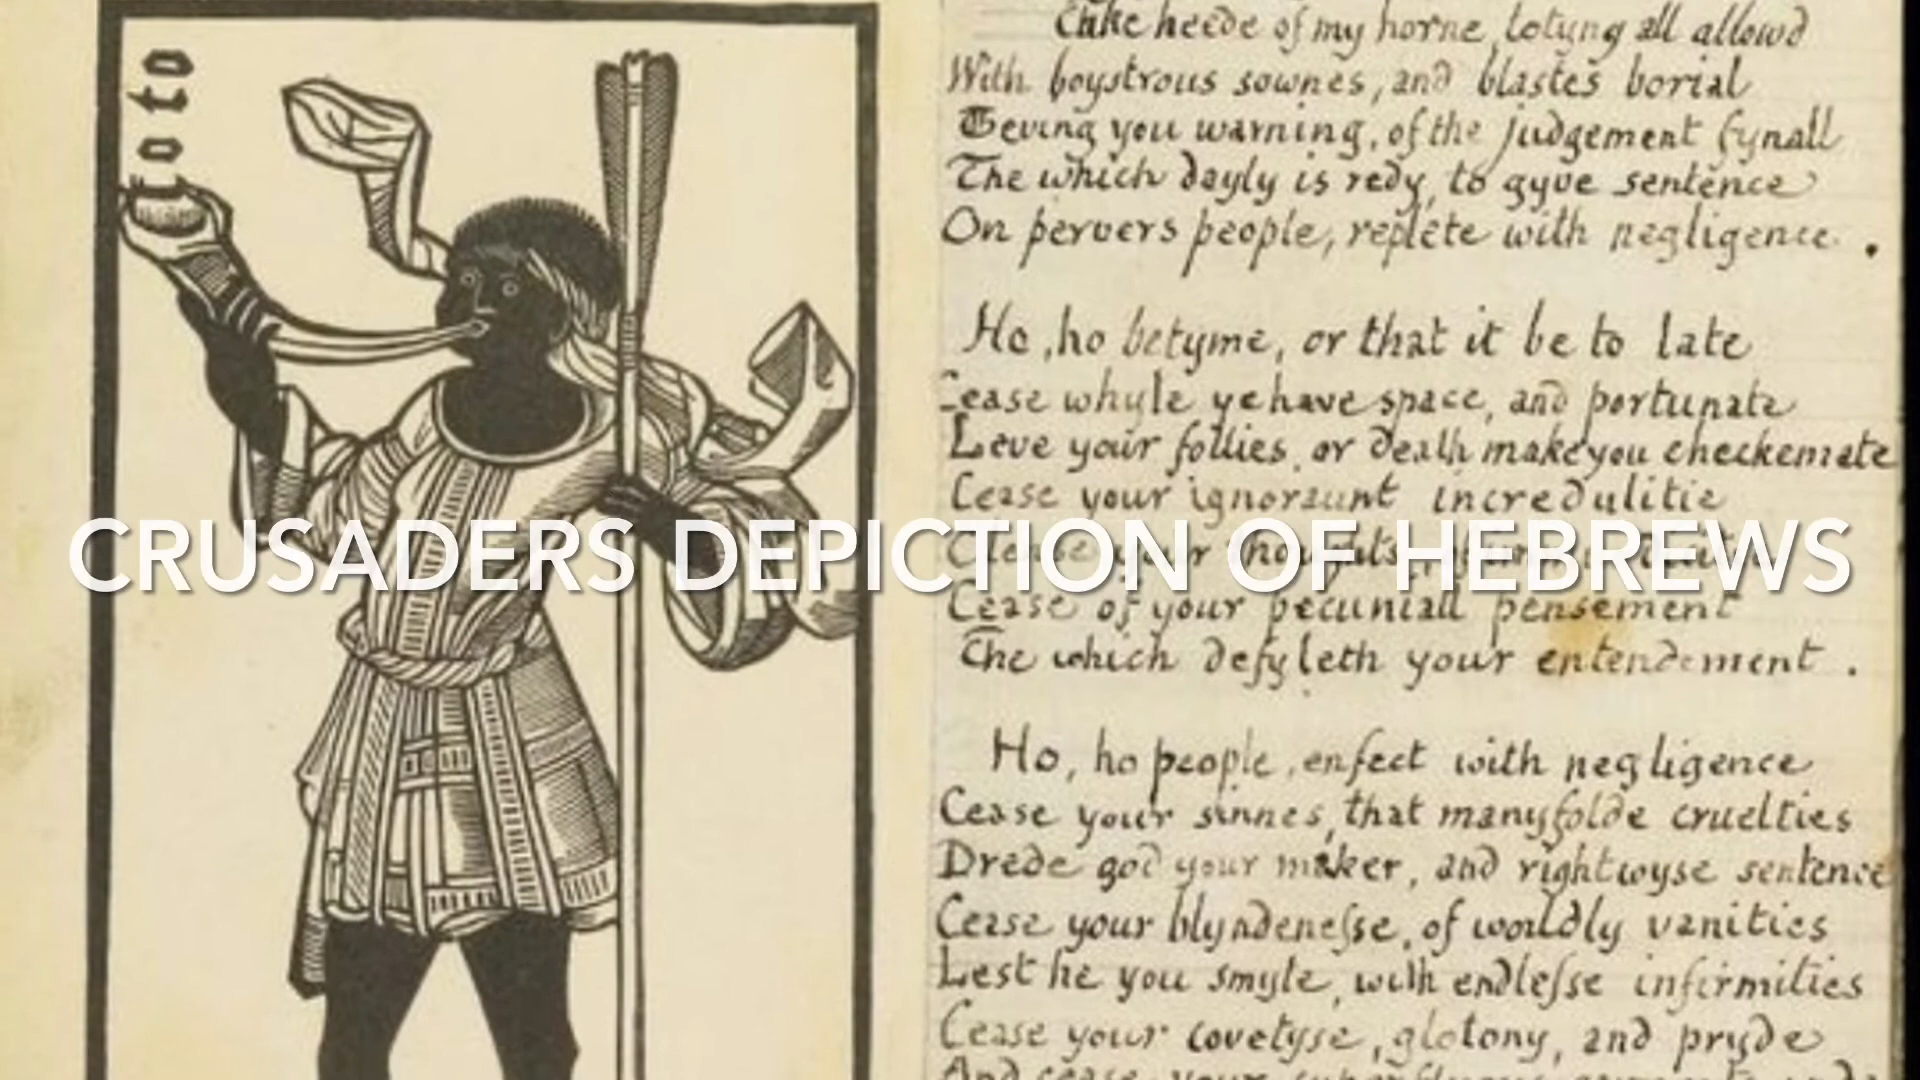 toto
Take heede of my horne, totyng all allowd
With boystrous sownes, and blastes borial
Geving you warning, of the judgement fynall
The which dayly is redy, to gyve sentence
On pervers people, replete with negligence.
Ho, ho betyme, or that it be to late
Cease whyle ye have space, and portunate
Leve your follies, or death make you checkemate
Cease your ignoraunt incredulitie
CRUSADERS DEPICTION OF HEBREWS
your thoughts,
Cease of your pecuniall pensement
The which defyleth your entendement.
Ho, ho people, enfect with negligence
Cease your sinnes, that manyfolde cruelties
Drede god your maker, and rightwyse sentence
Cease your blyndenesse, of worldly vanities
Lest he you smyte, with endlesse infirmities
Cease your covetyse, glotony, and pryde
And cease, your